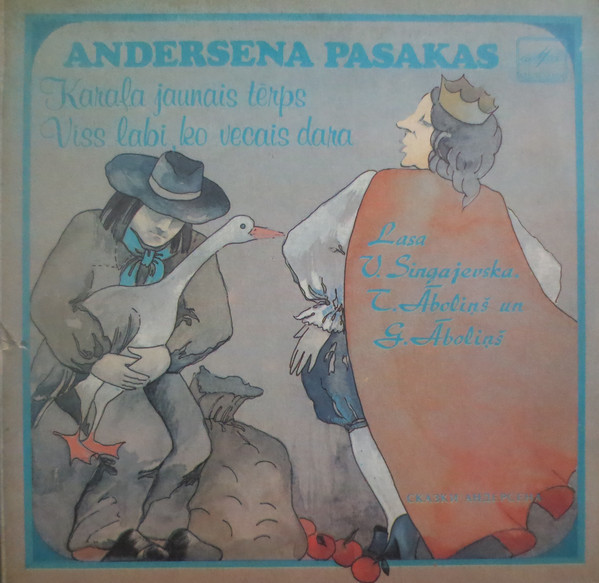 ANDERSENA PASAKAS
Karaļa jaunais tērps
Viss labi, ko vecais dara
Lasa
V. Singajevska.
T. Āboliņš un
G. Āboliņš